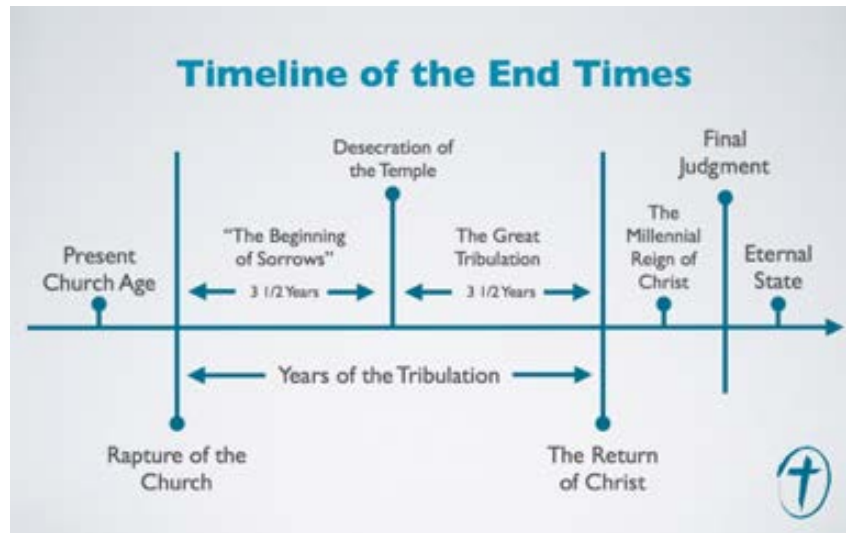 Timeline of the End Times
Present
Church Age
Rapture of the
Church
"The Beginning
of Sorrows"
3 1/2 Years
Desecration of
the Temple
The Great
Tribulation
3 1/2 Years
Years of the Tribulation
The Return
of Christ
The
Millennial
Reign of
Christ
Final
Judgment
Eternal
State